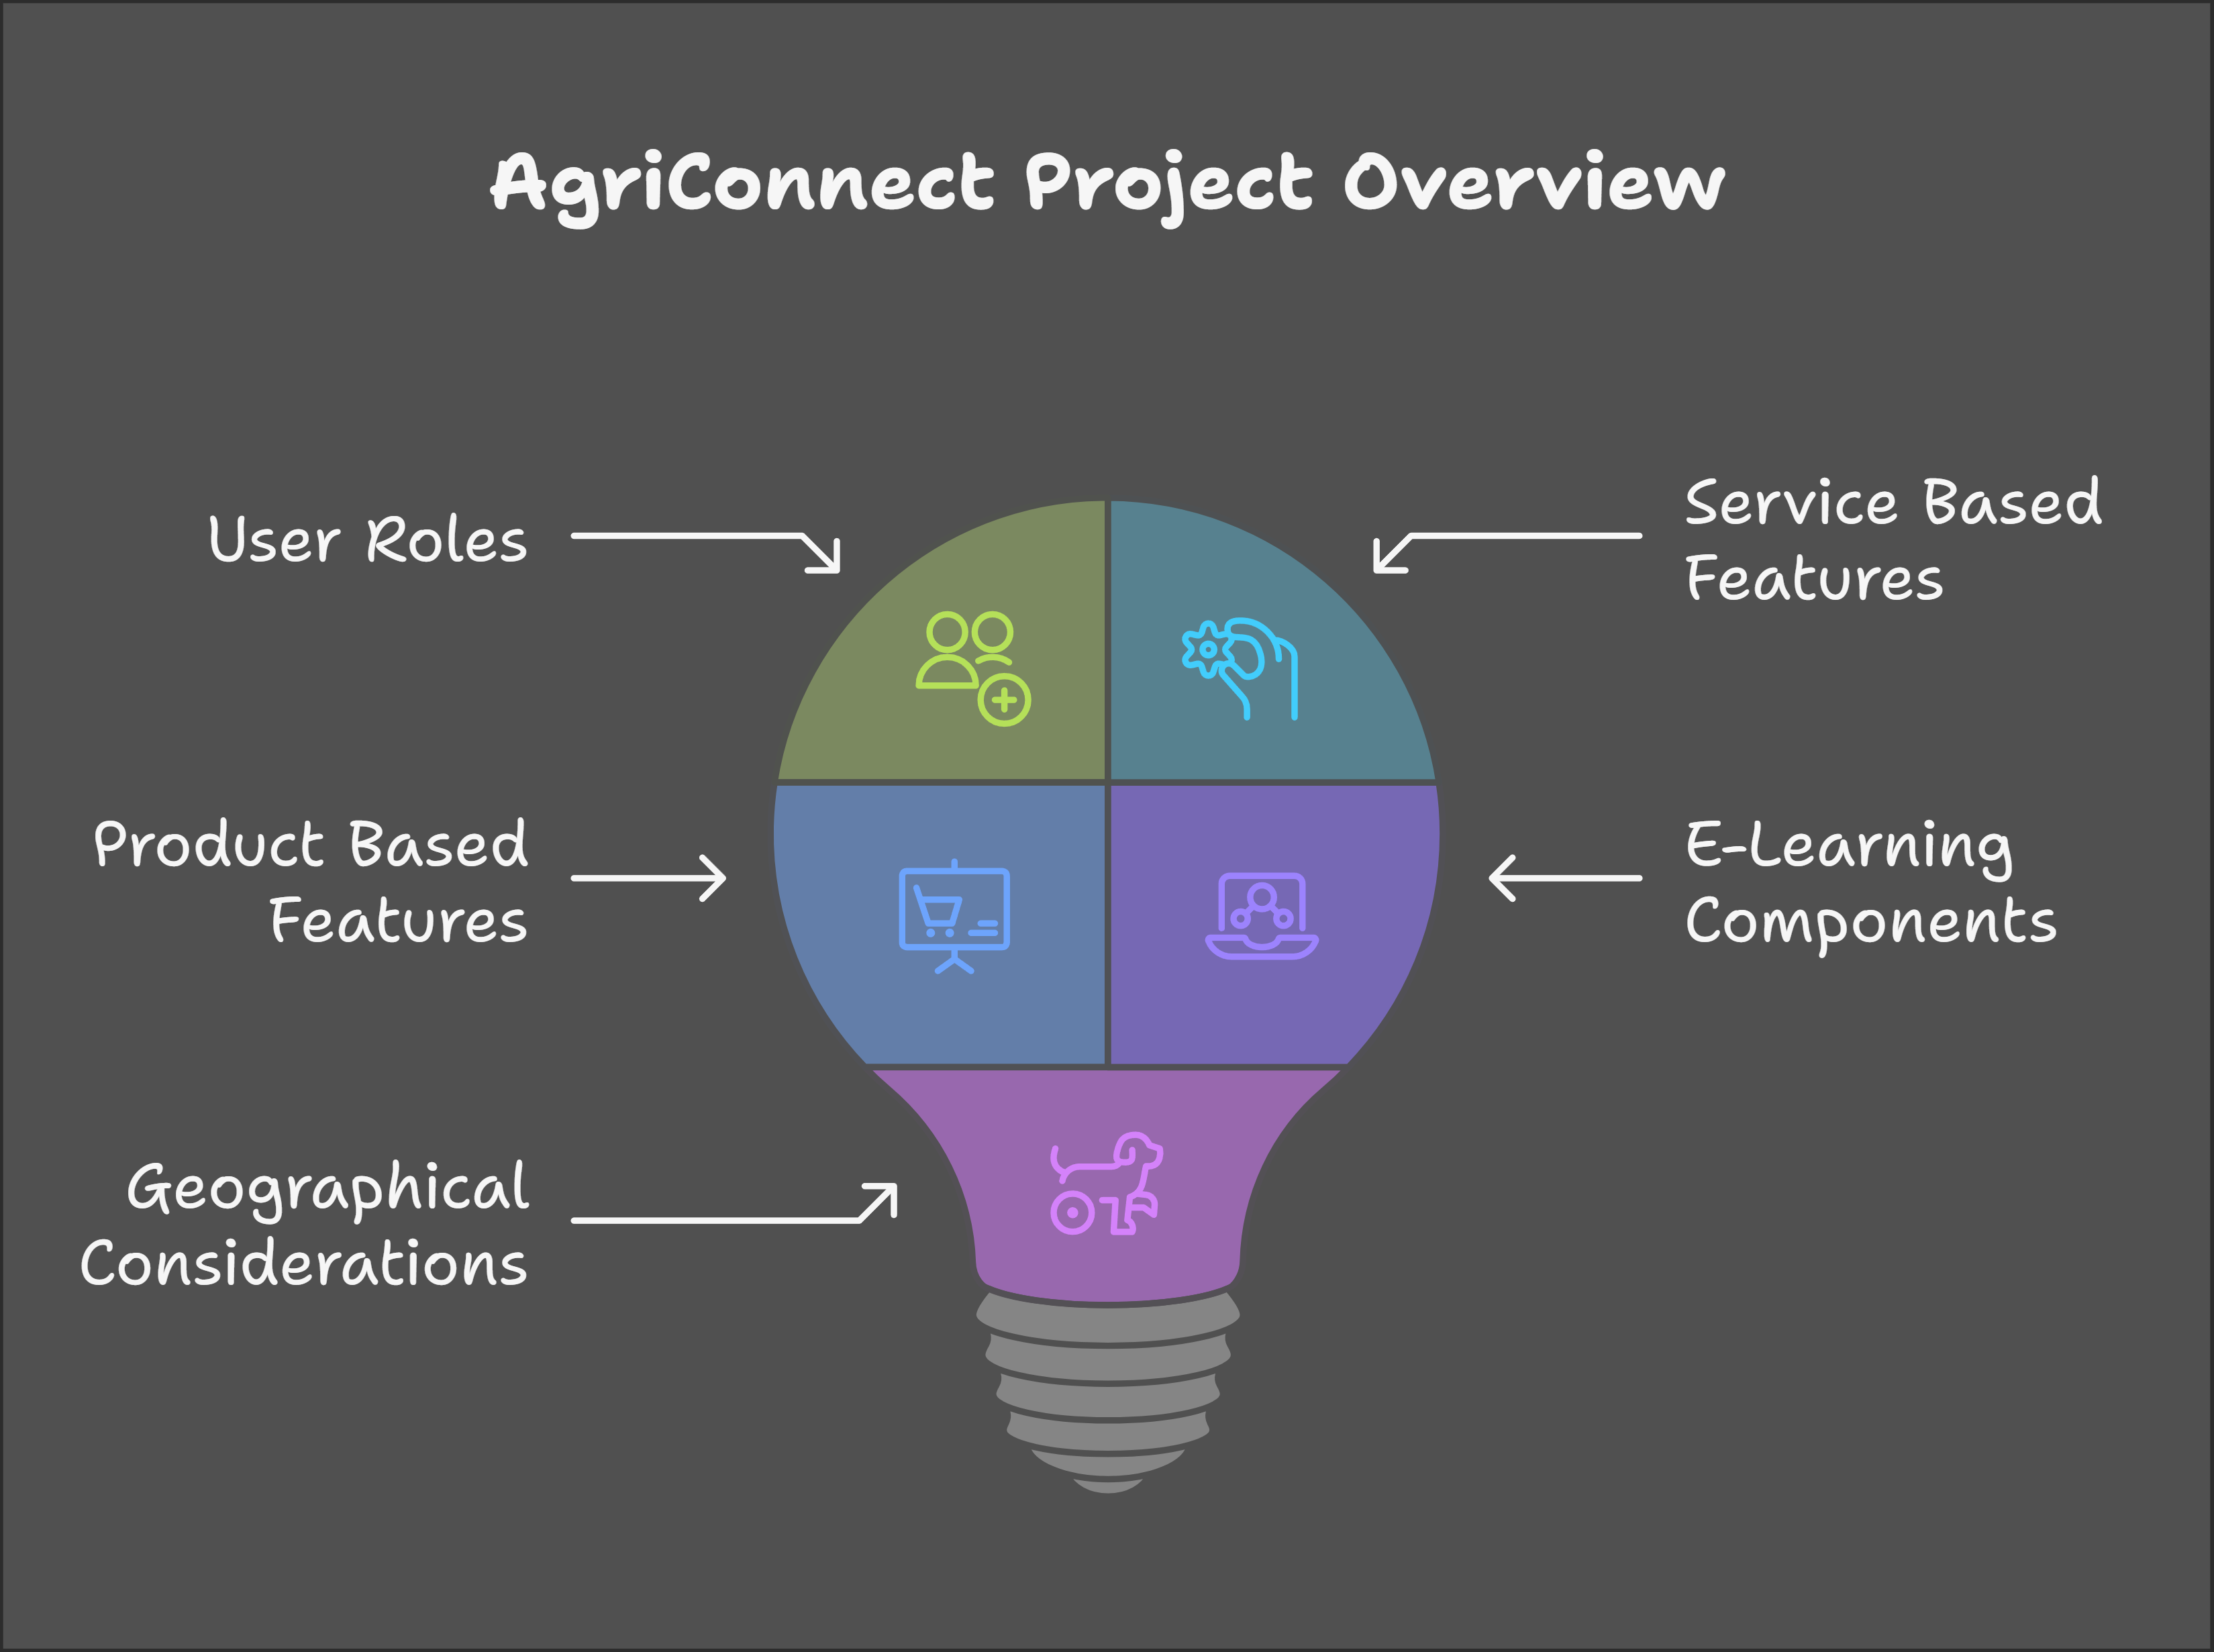 AgriConnect Project Overview
User Roles
Service Based
Features
Product Based
Features
E-Learning
Components
Geographical
Considerations